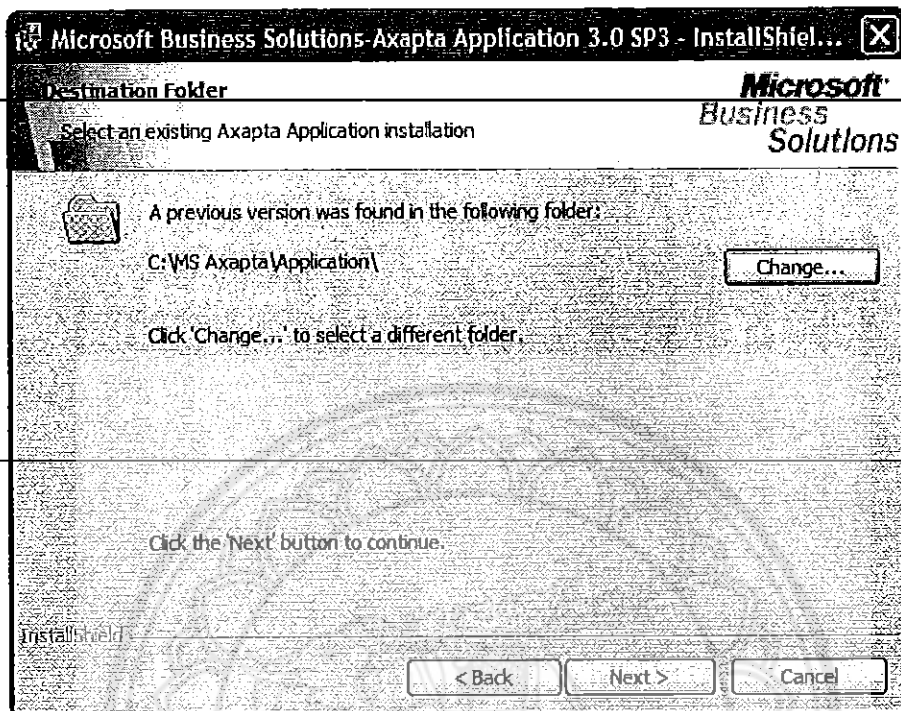 Microsoft Business Solutions-Axapta Application 3.0 SP3 - InstallShiel...
Destination Folder
Select an existing Axapta Application installation
Microsoft
Business
Solutions
A previous version was found in the following folder:
C:\MS Axapta\Application\
Change...
Click 'Change...' to select a different folder.
Click the 'Next' button to continue.
InstallShield
< Back
Next >
Cancel